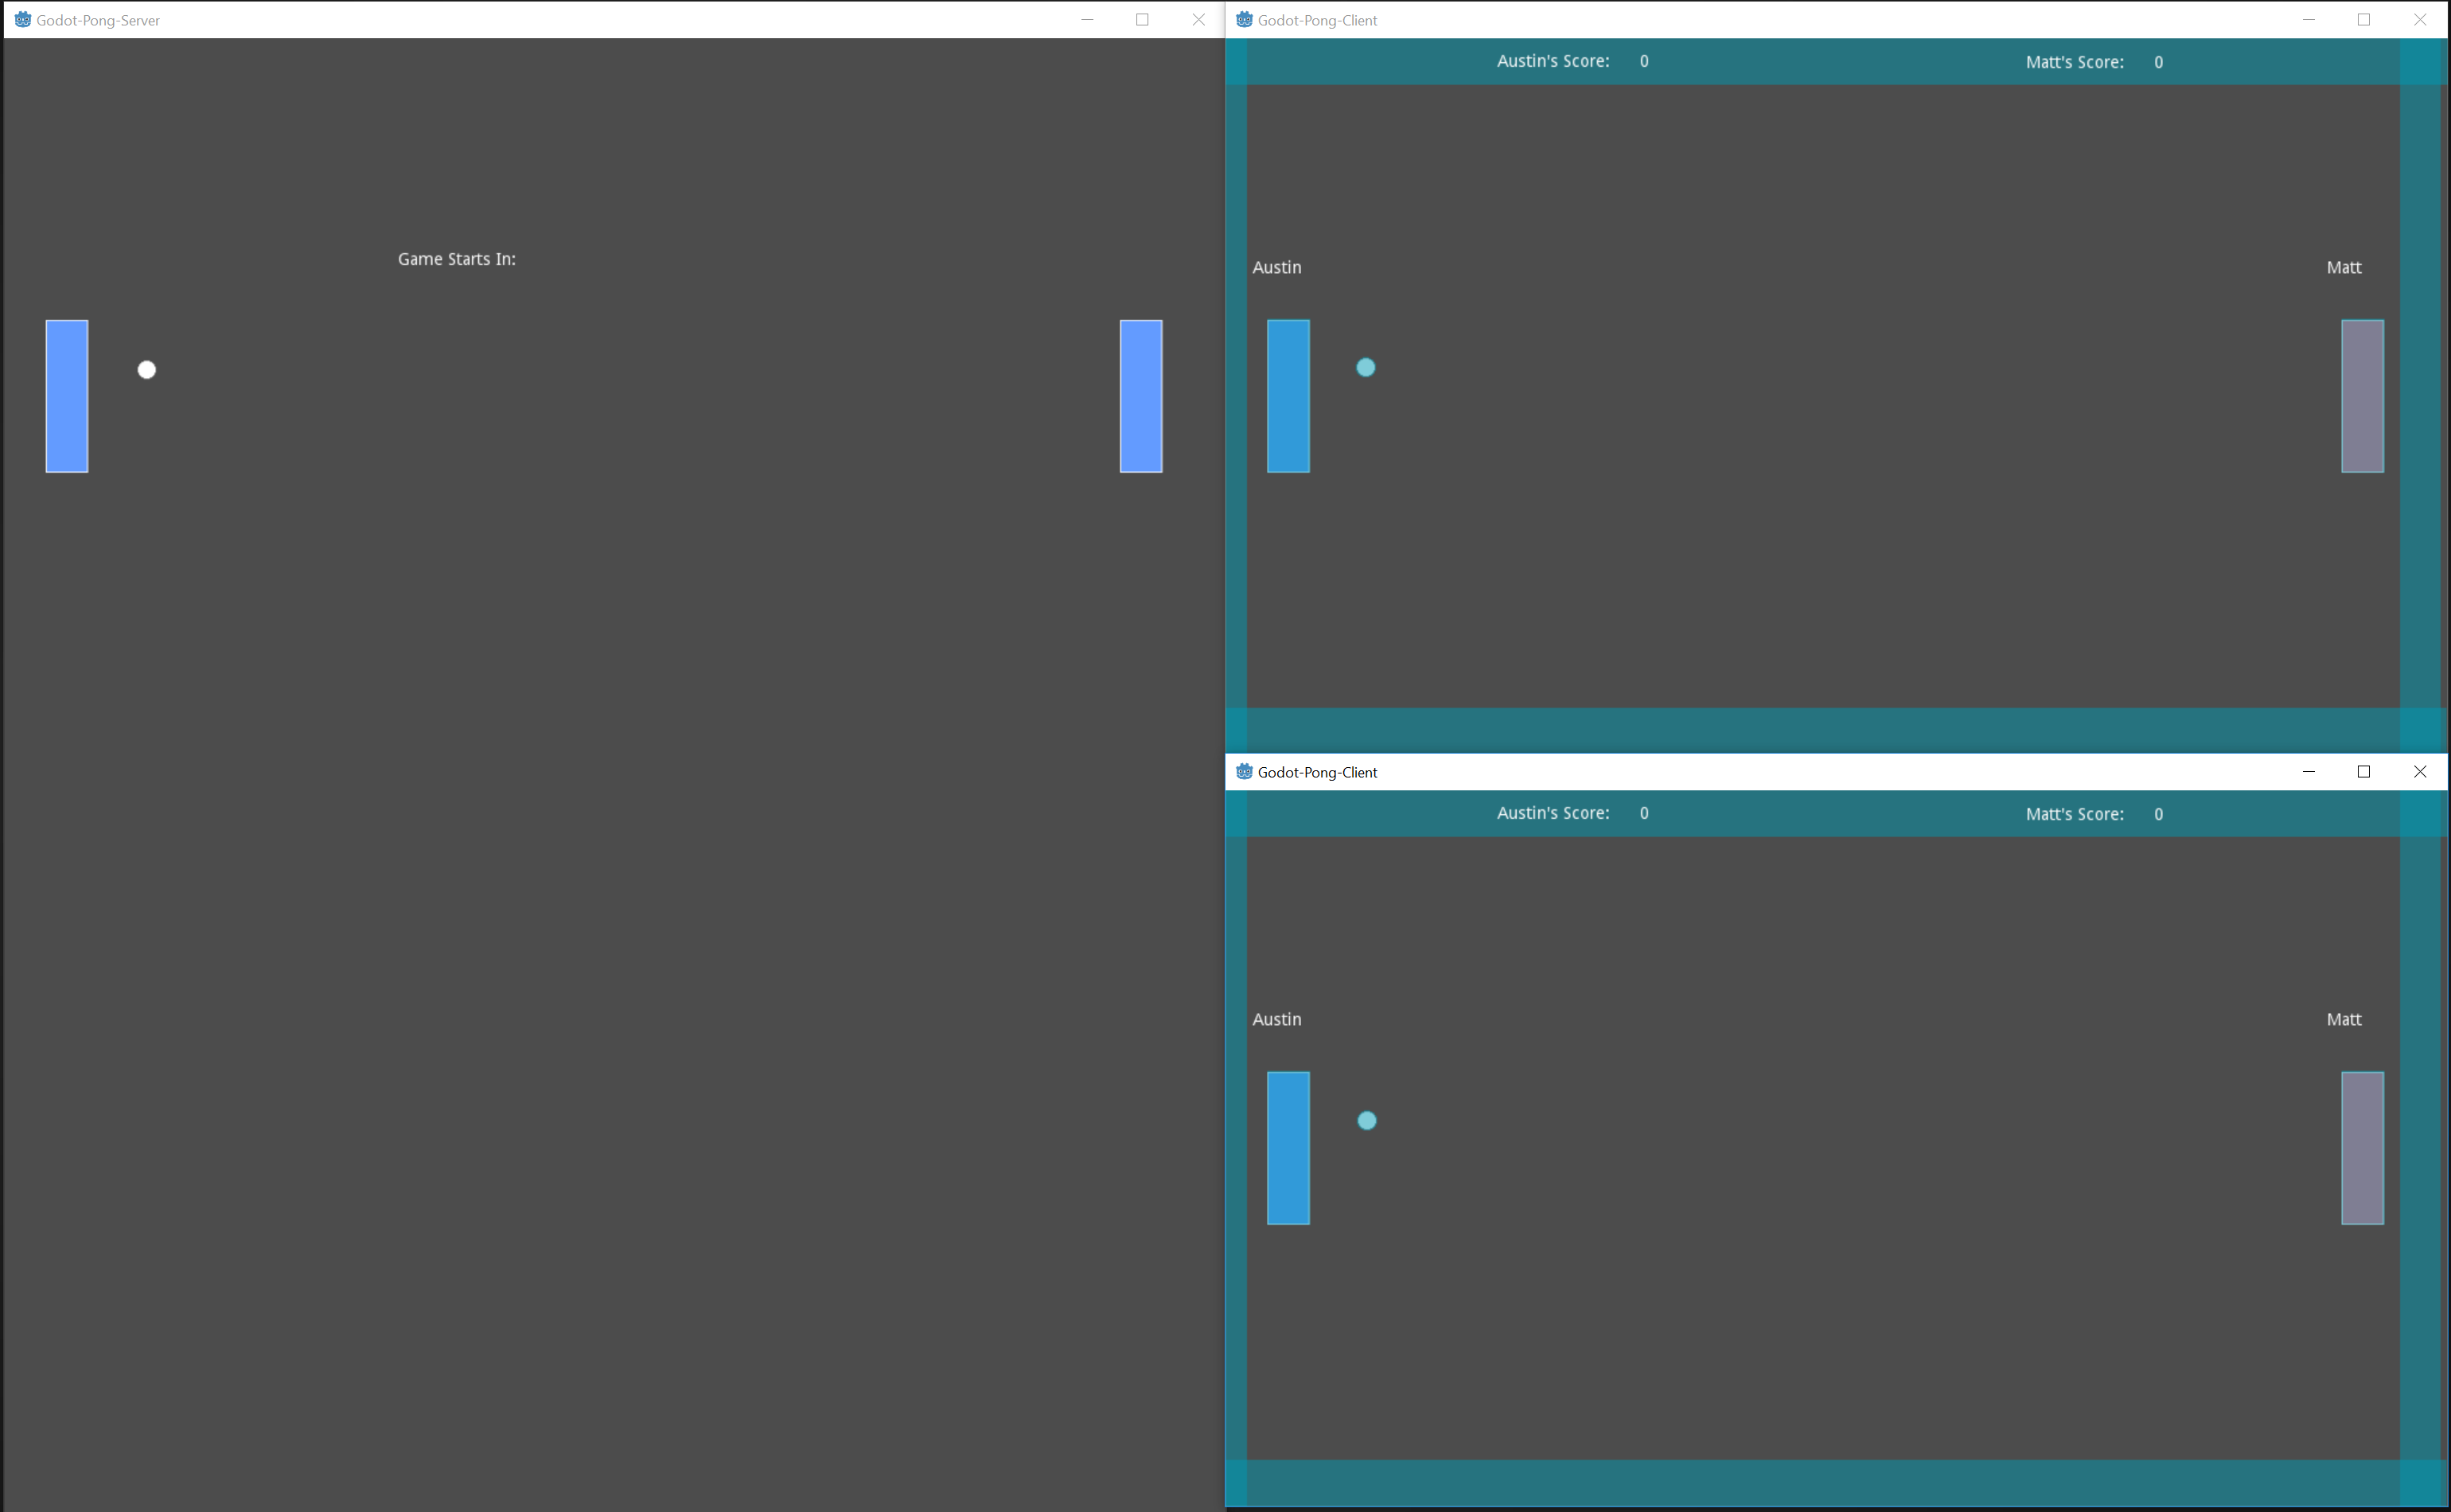 Godot-Pong-Server
Game Starts In:
Godot-Pong-Client
Austin's Score: 0 Matt's Score: 0
Austin Matt
Godot-Pong-Client
Austin's Score: 0 Matt's Score: 0
Austin Matt